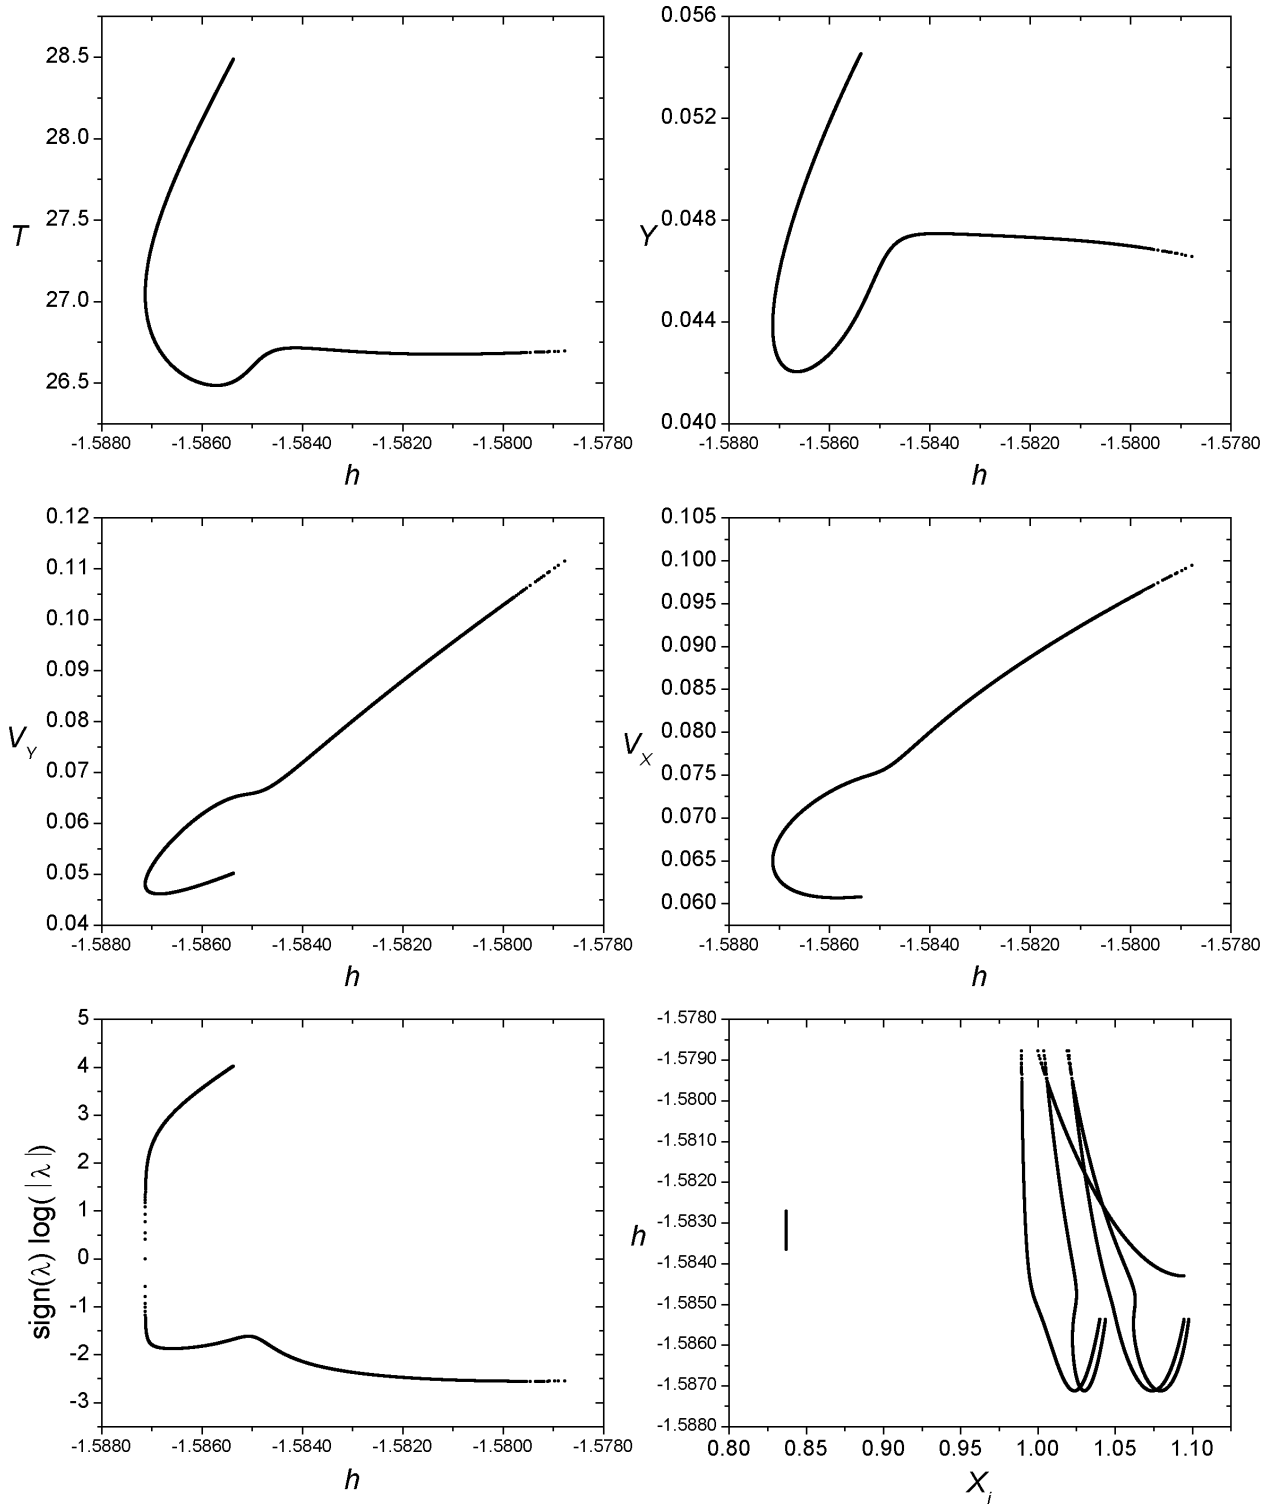 28.5
28.0
27.5
T
27.0
26.5
-1.5880 -1.5860 -1.5840 -1.5820 -1.5800 -1.5780
h
0.056
0.052
0.048
Y
0.044
0.040
-1.5880 -1.5860 -1.5840 -1.5820 -1.5800 -1.5780
h
0.12
0.11
0.10
0.09
0.08
V_Y
0.07
0.06
0.05
0.04
-1.5880 -1.5860 -1.5840 -1.5820 -1.5800 -1.5780
h
0.105
0.100
0.095
0.090
0.085
0.080
V_X
0.075
0.070
0.065
0.060
-1.5880 -1.5860 -1.5840 -1.5820 -1.5800 -1.5780
h
5
4
3
2
1
0
-1
-2
-3
sign(λ) log(|λ|)
-1.5880 -1.5860 -1.5840 -1.5820 -1.5800 -1.5780
h
-1.5780
-1.5790
-1.5800
-1.5810
-1.5820
-1.5830
h
-1.5840
-1.5850
-1.5860
-1.5870
-1.5880
0.80 0.85 0.90 0.95 1.00 1.05 1.10
X_i